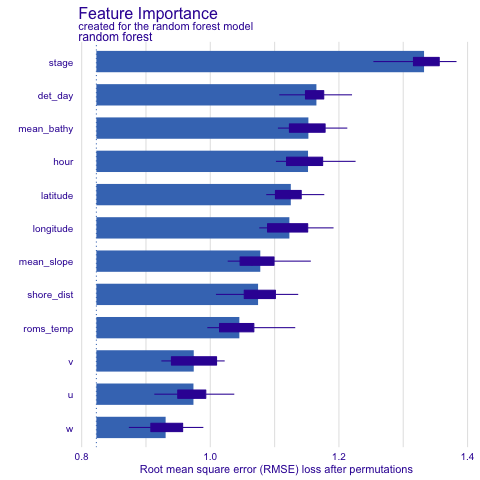 Feature Importance
created for the random forest model
random forest
stage
det_day
mean_bathy
hour
latitude
longitude
mean_slope
shore_dist
roms_temp
v
u
w
0.8 1.0 1.2 1.4
Root mean square error (RMSE) loss after permutations